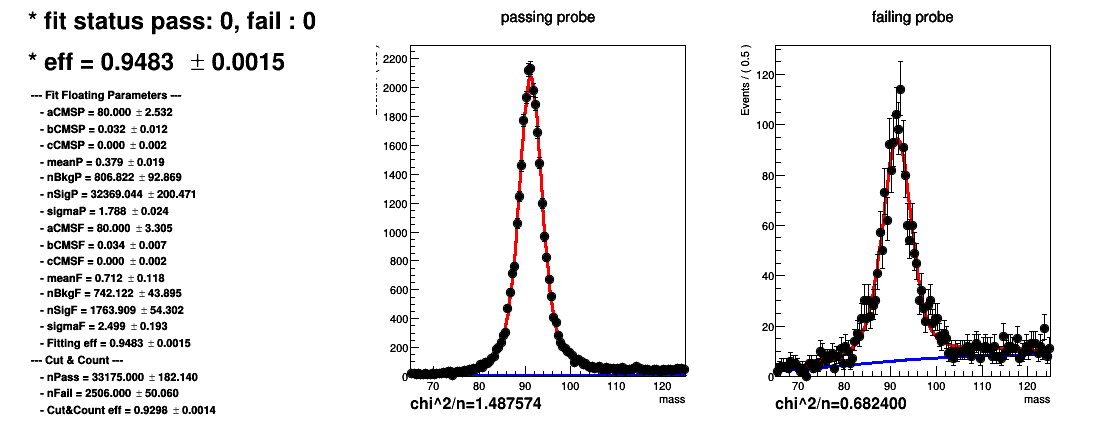 * fit status pass: 0, fail : 0
* eff = 0.9483 ± 0.0015
--- Fit Floating Parameters ---
- aCMSP = 80.000 ± 2.532
- bCMSP = 0.032 ± 0.012
- cCMSP = 0.000 ± 0.002
- meanP = 0.379 ± 0.019
- nBkgP = 806.822 ± 92.869
- nSigP = 32369.044 ± 200.471
- sigmaP = 1.788 ± 0.024
- aCMSF = 80.000 ± 3.305
- bCMSF = 0.034 ± 0.007
- cCMSF = 0.000 ± 0.002
- meanF = 0.712 ± 0.118
- nBkgF = 742.122 ± 43.895
- nSigF = 1763.909 ± 54.302
- sigmaF = 2.499 ± 0.193
- Fitting eff = 0.9483 ± 0.0015
--- Cut & Count ---
- nPass = 33175.000 ± 182.140
- nFail = 2506.000 ± 50.060
- Cut&Count eff = 0.9298 ± 0.0014
passing probe
2200
2000
1800
1600
1400
1200
1000
800
600
400
200
0
70 80 90 100 110 120
mass
chi^2/n=1.487574
failing probe
Events / ( 0.5 )
120
100
80
60
40
20
0
70 80 90 100 110 120
mass
chi^2/n=0.682400